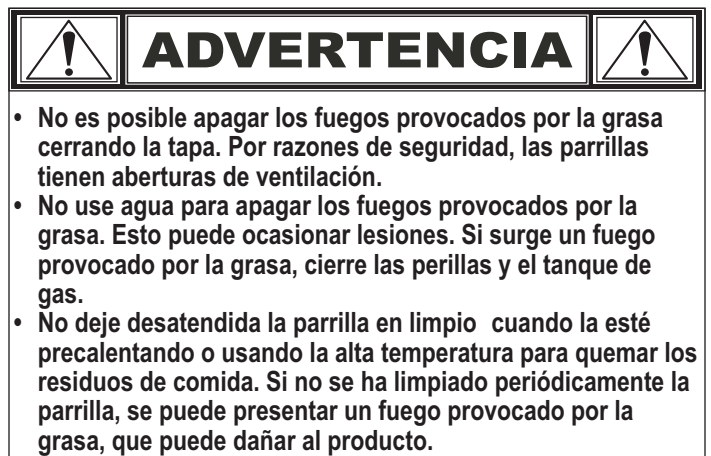 ADVERTENCIA
• No es posible apagar los fuegos provocados por la grasa
cerrando la tapa. Por razones de seguridad, las parrillas
tienen aberturas de ventilación.
• No use agua para apagar los fuegos provocados por la
grasa. Esto puede ocasionar lesiones. Si surge un fuego
provocado por la grasa, cierre las perillas y el tanque de
gas.
• No deje desatendida la parrilla en limpio cuando la esté
precalentando o usando la alta temperatura para quemar los
residuos de comida. Si no se ha limpiado periódicamente la
parrilla, se puede presentar un fuego provocado por la
grasa, que puede dañar al producto.